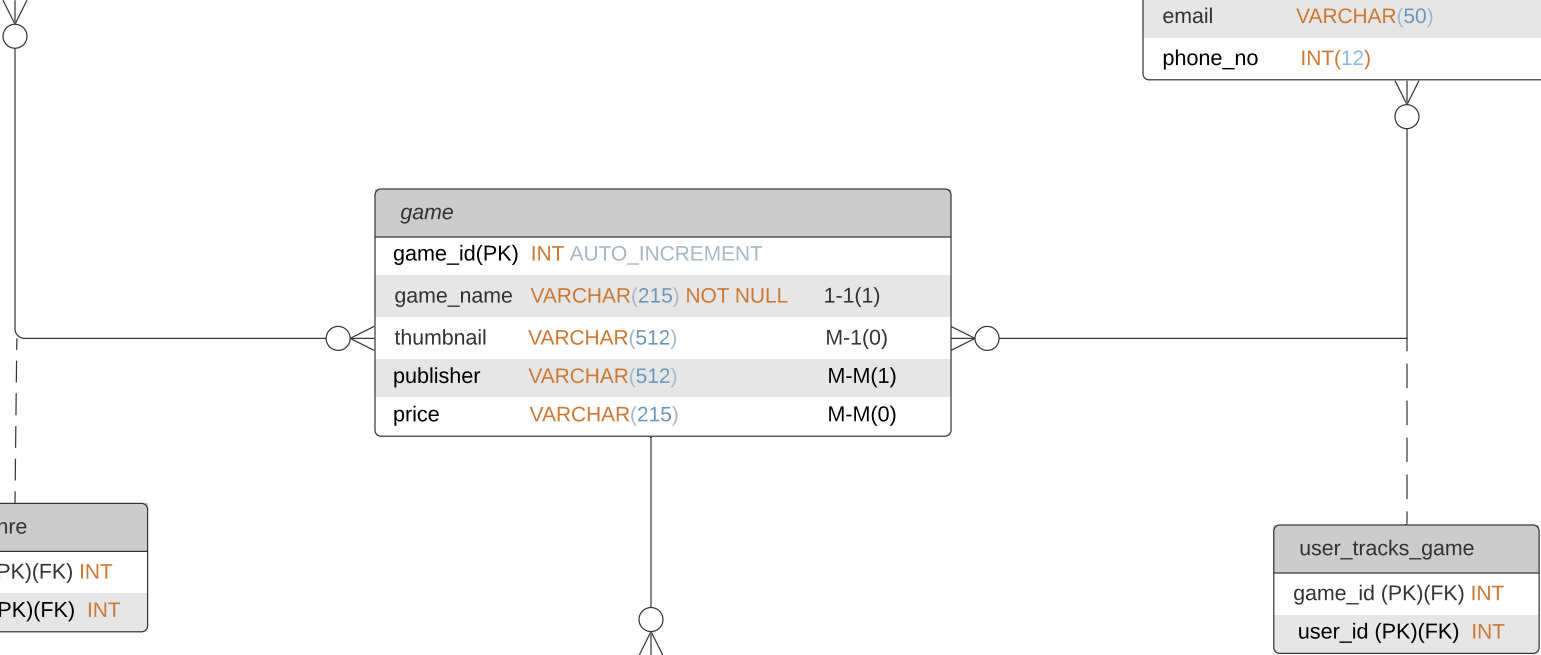 email VARCHAR(50)
phone_no INT(12)
game
game_id(PK) INT AUTO_INCREMENT
game_name VARCHAR(215) NOT NULL 1-1(1)
thumbnail VARCHAR(512) M-1(0)
publisher VARCHAR(512) M-M(1)
price VARCHAR(215) M-M(0)
nre
PK)(FK) INT
PK)(FK) INT
user_tracks_game
game_id (PK)(FK) INT
user_id (PK)(FK) INT